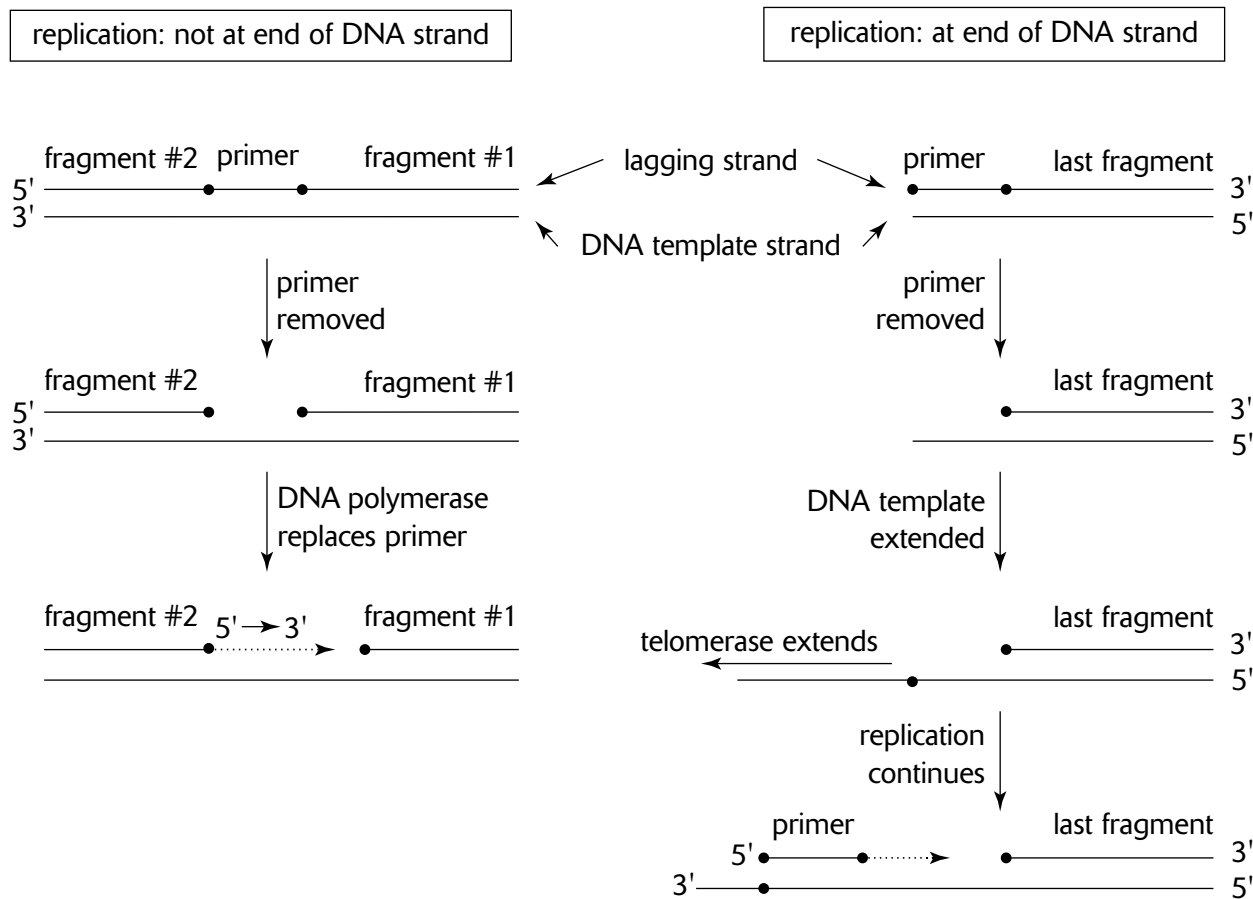 replication: not at end of DNA strand
replication: at end of DNA strand
fragment #2 primer fragment #1
lagging strand
primer last fragment
5'
3'
3'
5'
DNA template strand
primer
removed
primer
removed
fragment #2 fragment #1
last fragment
5'
3'
3'
5'
DNA polymerase
replaces primer
DNA template
extended
fragment #2 5' 3' fragment #1
telomerase extends
last fragment
3'
5'
replication
continues
primer last fragment
5' 3'
3' 5'